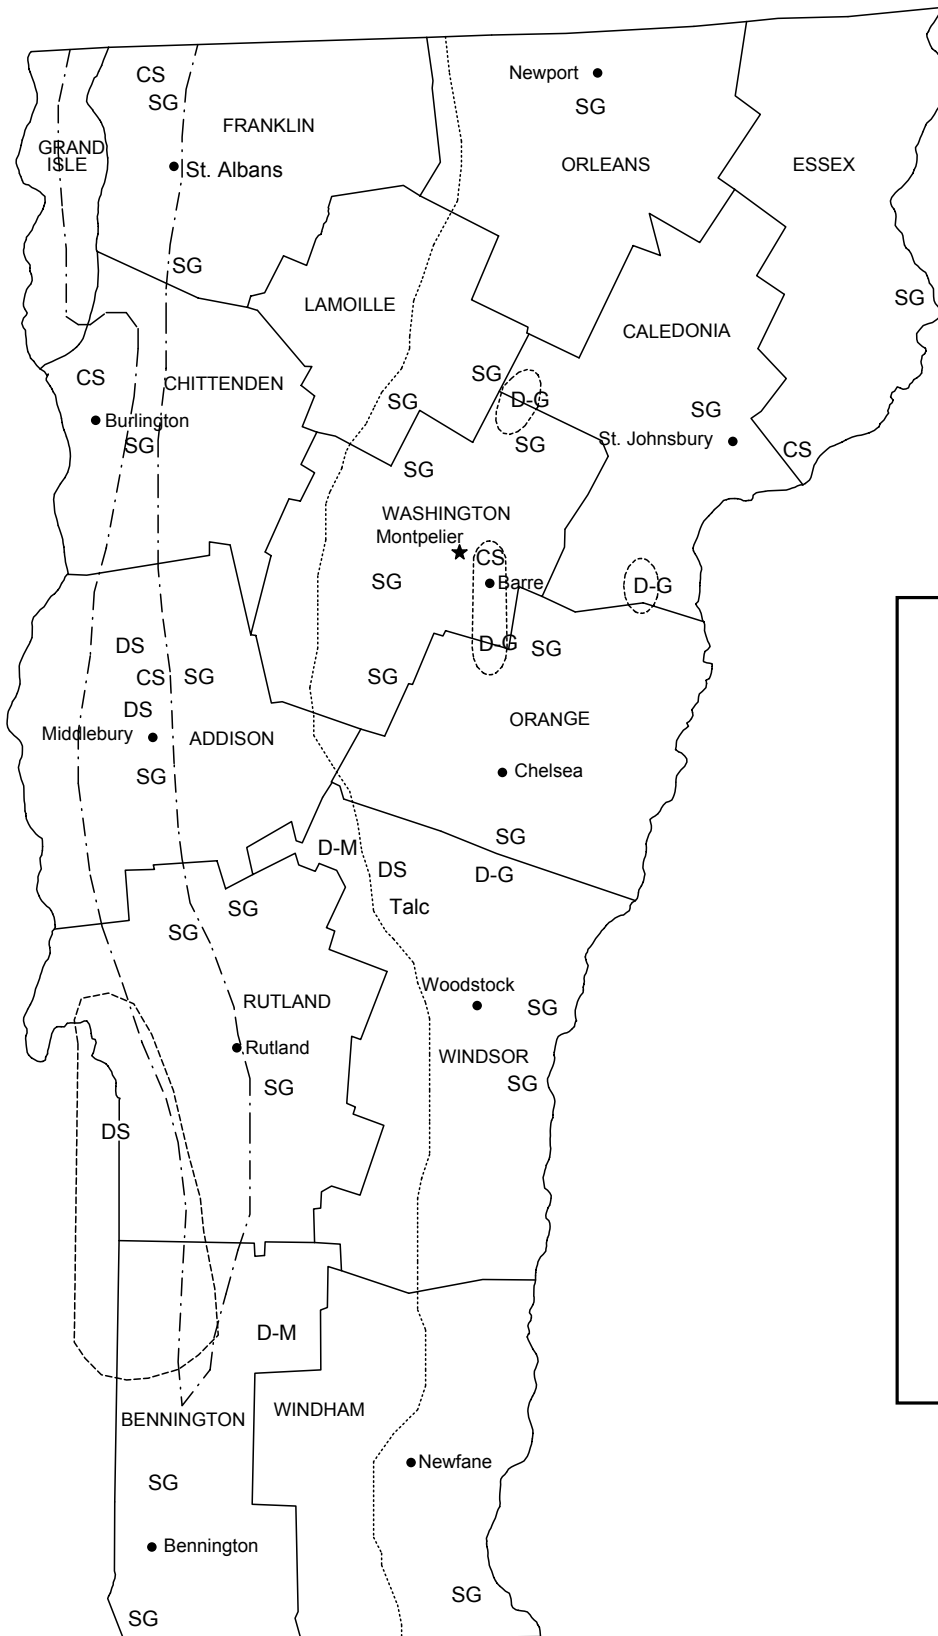 Newport
CS
SG
SG
FRANKLIN
GRAND
ISLE
St. Albans
ORLEANS
ESSEX
SG
SG
LAMOILLE
CALEDONIA
SG
CS
CHITTENDEN
SG
D-G
SG
Burlington
SG
SG
St. Johnsbury
SG
CS
SG
WASHINGTON
Montpelier
CS
SG
Barre
D-G
DS
D-G
SG
CS
SG
SG
DS
ORANGE
Middlebury
ADDISON
SG
Chelsea
SG
D-M
DS
D-G
Talc
SG
SG
Woodstock
RUTLAND
SG
Rutland
WINDSOR
SG
SG
DS
D-M
BENNINGTON
WINDHAM
Newfane
SG
Bennington
SG
SG